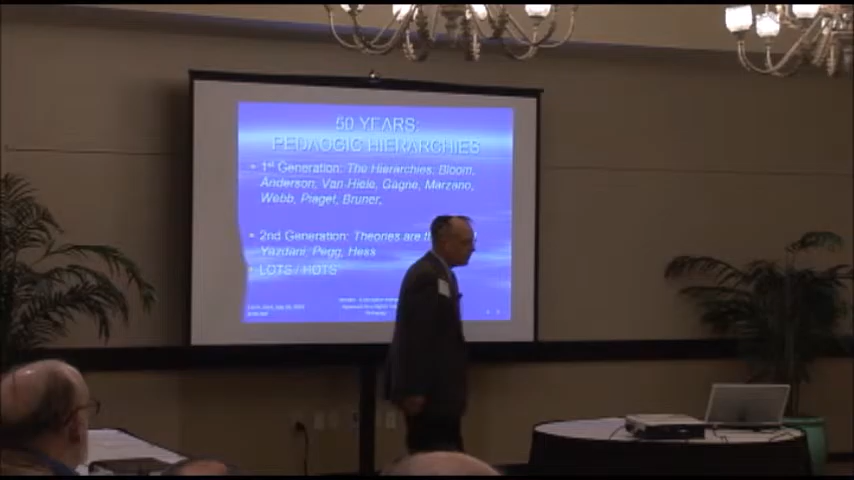 50 YEARS:
PEDAOGIC HIERARCHIES
1st Generation: The Hierarchies: Bloom,
Anderson, Van-Hiele, Gagne, Marzano,
Webb, Piaget, Bruner,
2nd Generation: Theories are the
Yazdani, Pegg, Hess
LOTS / HOTS